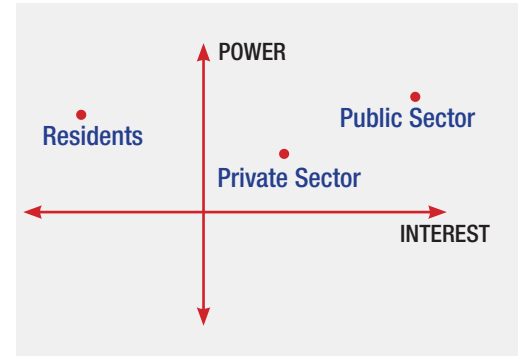 POWER
Public Sector
Residents
Private Sector
INTEREST